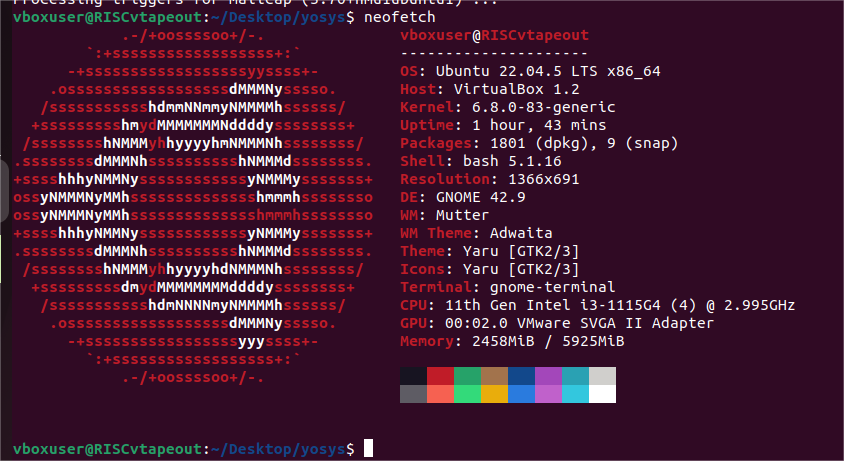 Processing triggers for mailcap (3.70+nmu1ubuntu1) ...
vboxuser@RISCvtapeout:~/Desktop/yosys$ neofetch
.-/+oossssoo+/-.
`:+ssssssssssssssssss+:`
-+ssssssssssssssssssyyssss+-
.ossssssssssssssssssdMMMNysssso.
/ssssssssssshdmmNNmmyNMMMMhssssss/
+ssssssssshmydMMMMMMMNddddyssssssss+
/sssssssshNMMMyhhyyyyhmNMMMNhssssssss/
.ssssssssdMMMNhsssssssssshNMMMdssssssss.
+sssshhhyNMMNyssssssssssssyNMMMysssssss+
ossyNMMMNyMMhsssssssssssssshmmmhssssssso
ossyNMMMNyMMhsssssssssssssshmmmhssssssso
+sssshhhyNMMNyssssssssssssyNMMMysssssss+
.ssssssssdMMMNhsssssssssshNMMMdssssssss.
/sssssssshNMMMyhhyyyyhdNMMMNhssssssss/
+sssssssssdmydMMMMMMMMddddyssssssss+
/ssssssssssshdmNNNNmyNMMMMhssssss/
.ossssssssssssssssssdMMMNysssso.
-+sssssssssssssssssyyyssss+-
`:+ssssssssssssssssss+:`
.-/+oossssoo+/-.
vboxuser@RISCvtapeout
---------------------
OS: Ubuntu 22.04.5 LTS x86_64
Host: VirtualBox 1.2
Kernel: 6.8.0-83-generic
Uptime: 1 hour, 43 mins
Packages: 1801 (dpkg), 9 (snap)
Shell: bash 5.1.16
Resolution: 1366x691
DE: GNOME 42.9
WM: Mutter
WM Theme: Adwaita
Theme: Yaru [GTK2/3]
Icons: Yaru [GTK2/3]
Terminal: gnome-terminal
CPU: 11th Gen Intel i3-1115G4 (4) @ 2.995GHz
GPU: 00:02.0 VMware SVGA II Adapter
Memory: 2458MiB / 5925MiB
vboxuser@RISCvtapeout:~/Desktop/yosys$